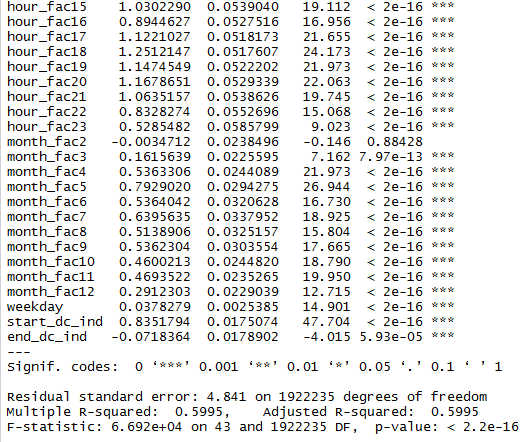 hour_fac15 1.0302290 0.0539040 19.112 < 2e-16 ***
hour_fac16 0.8944627 0.0527516 16.956 < 2e-16 ***
hour_fac17 1.1221027 0.0518173 21.655 < 2e-16 ***
hour_fac18 1.2512147 0.0517607 24.173 < 2e-16 ***
hour_fac19 1.1474549 0.0522202 21.973 < 2e-16 ***
hour_fac20 1.1678651 0.0529339 22.063 < 2e-16 ***
hour_fac21 1.0635157 0.0538626 19.745 < 2e-16 ***
hour_fac22 0.8328274 0.0552696 15.068 < 2e-16 ***
hour_fac23 0.5285482 0.0585799 9.023 < 2e-16 ***
month_fac2 -0.0034712 0.0238496 -0.146 0.88428
month_fac3 0.1615639 0.0225595 7.162 7.97e-13 ***
month_fac4 0.5363306 0.0244089 21.973 < 2e-16 ***
month_fac5 0.7929020 0.0294275 26.944 < 2e-16 ***
month_fac6 0.5364042 0.0320628 16.730 < 2e-16 ***
month_fac7 0.6395635 0.0337952 18.925 < 2e-16 ***
month_fac8 0.5138906 0.0325157 15.804 < 2e-16 ***
month_fac9 0.5362304 0.0303554 17.665 < 2e-16 ***
month_fac10 0.4600213 0.0244820 18.790 < 2e-16 ***
month_fac11 0.4693522 0.0235265 19.950 < 2e-16 ***
month_fac12 0.2912303 0.0229039 12.715 < 2e-16 ***
weekday 0.0378279 0.0025385 14.901 < 2e-16 ***
start_dc_ind 0.8351794 0.0175074 47.704 < 2e-16 ***
end_dc_ind -0.0718364 0.0178902 -4.015 5.93e-05 ***
---
Signif. codes: 0 ‘***’ 0.001 ‘**’ 0.01 ‘*’ 0.05 ‘.’ 0.1 ‘ ’ 1
Residual standard error: 4.841 on 1922235 degrees of freedom
Multiple R-squared: 0.5995, Adjusted R-squared: 0.5995
F-statistic: 6.692e+04 on 43 and 1922235 DF, p-value: < 2.2e-16